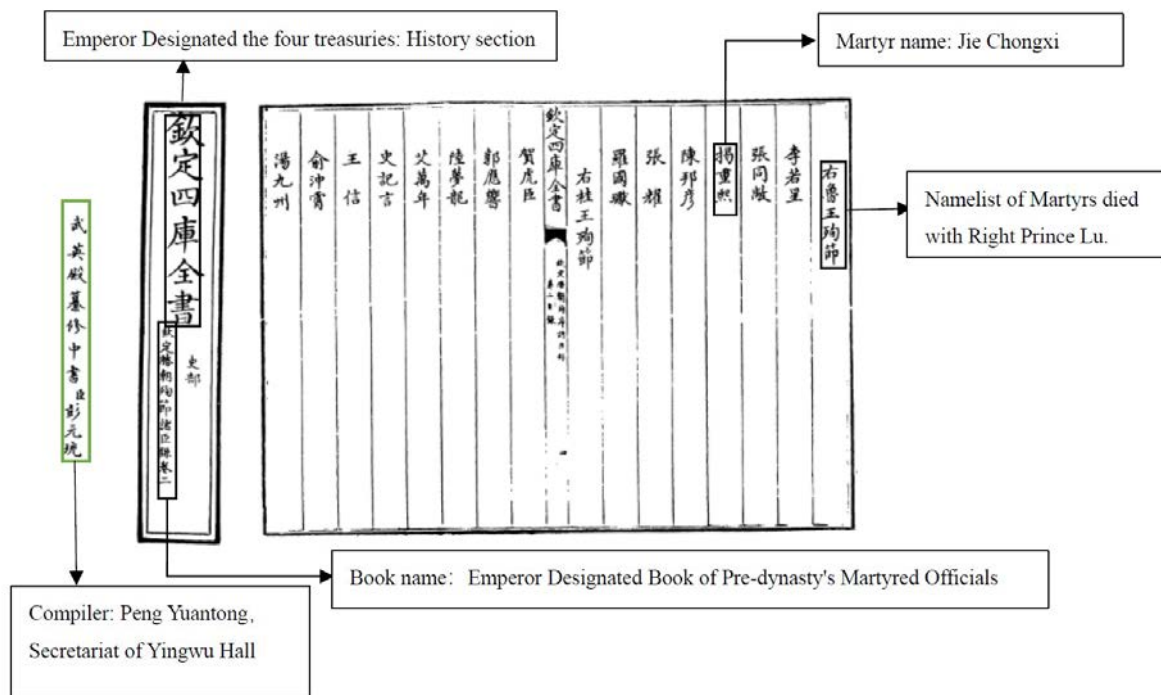 Emperor Designated the four treasuries: History section
Martyr name: Jie Chongxi
右魯王殉節
李若星
張同敞
揭重熙
陳邦彥
張耀
羅國瓛
右桂王殉節
欽定四庫全書
賀虎臣
郭應響
陸夢龍
艾萬年
史記言
王信
俞沖霄
湯九州
欽定四庫全書
史部
欽定勝朝殉節諸臣錄卷二
武英殿纂修中書臣彭元珫
Namelist of Martyrs died
with Right Prince Lu.
Book name: Emperor Designated Book of Pre-dynasty's Martyred Officials
Compiler: Peng Yuantong,
Secretariat of Yingwu Hall